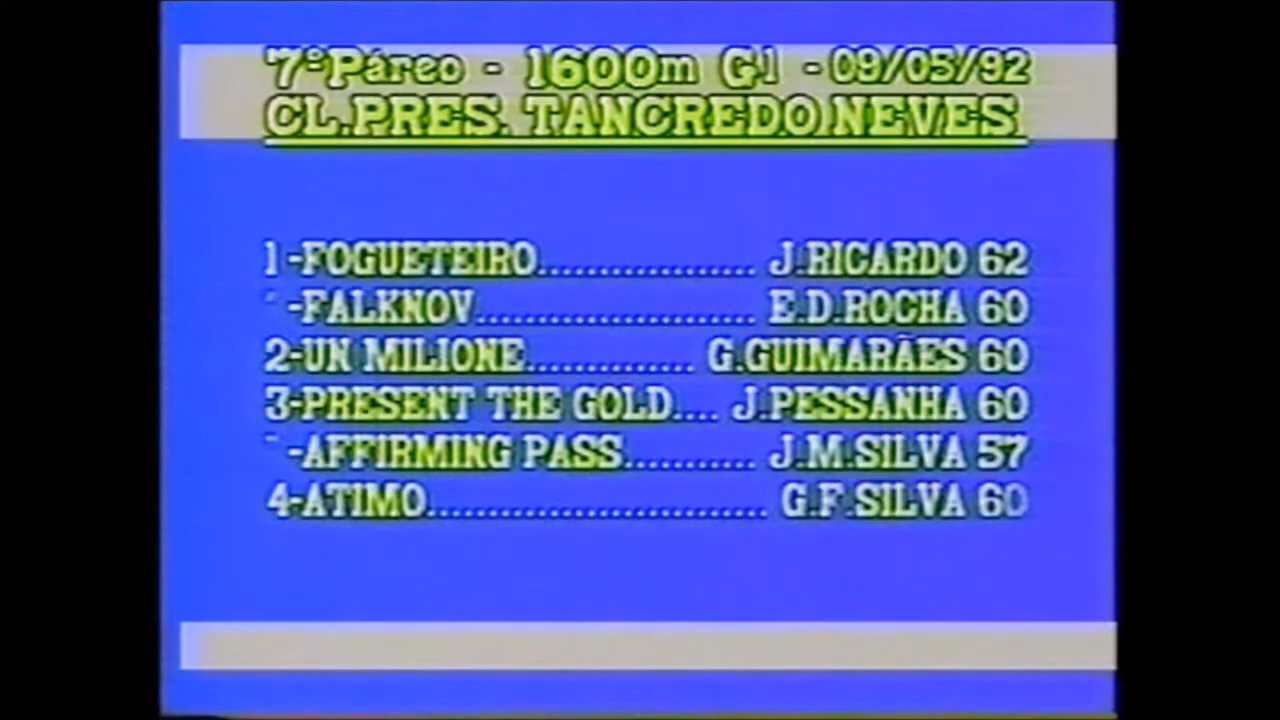 7ºPáreo - 1600m Gl - 09/05/92
CL.PRES. TANCREDO NEVES
1-FOGUETEIRO.................. J.RICARDO 62
"-FALKNOV....................... E.D.ROCHA 60
2-UN MILIONE.............. G.GUIMARÃES 60
3-PRESENT THE GOLD.... J.PESSANHA 60
"-AFFIRMING PASS........... J.M.SILVA 57
4-ATIMO............................ G.F.SILVA 60